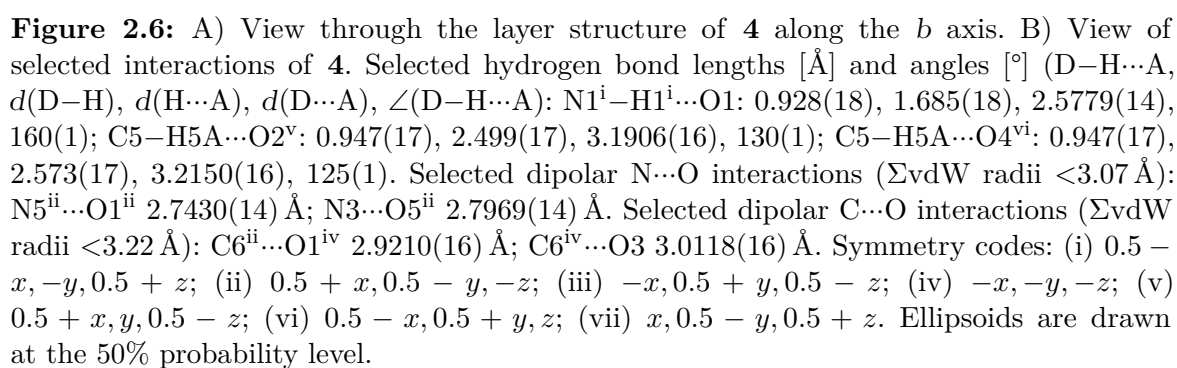 Figure 2.6: A) View through the layer structure of 4 along the b axis. B) View of
selected interactions of 4. Selected hydrogen bond lengths [Å] and angles [°] (D−H···A,
d(D−H), d(H···A), d(D···A), ∠(D−H···A): N1ⁱ−H1ⁱ···O1: 0.928(18), 1.685(18), 2.5779(14),
160(1); C5−H5A···O2ᵛ: 0.947(17), 2.499(17), 3.1906(16), 130(1); C5−H5A···O4ᵛⁱ: 0.947(17),
2.573(17), 3.2150(16), 125(1). Selected dipolar N···O interactions (ΣvdW radii <3.07 Å):
N5ⁱⁱ···O1ⁱⁱ 2.7430(14) Å; N3···O5ⁱⁱ 2.7969(14) Å. Selected dipolar C···O interactions (ΣvdW
radii <3.22 Å): C6ⁱⁱ···O1ⁱᵛ 2.9210(16) Å; C6ⁱᵛ···O3 3.0118(16) Å. Symmetry codes: (i) 0.5 −
x, −y, 0.5 + z; (ii) 0.5 + x, 0.5 − y, −z; (iii) −x, 0.5 + y, 0.5 − z; (iv) −x, −y, −z; (v)
0.5 + x, y, 0.5 − z; (vi) 0.5 − x, 0.5 + y, z; (vii) x, 0.5 − y, 0.5 + z. Ellipsoids are drawn
at the 50% probability level.